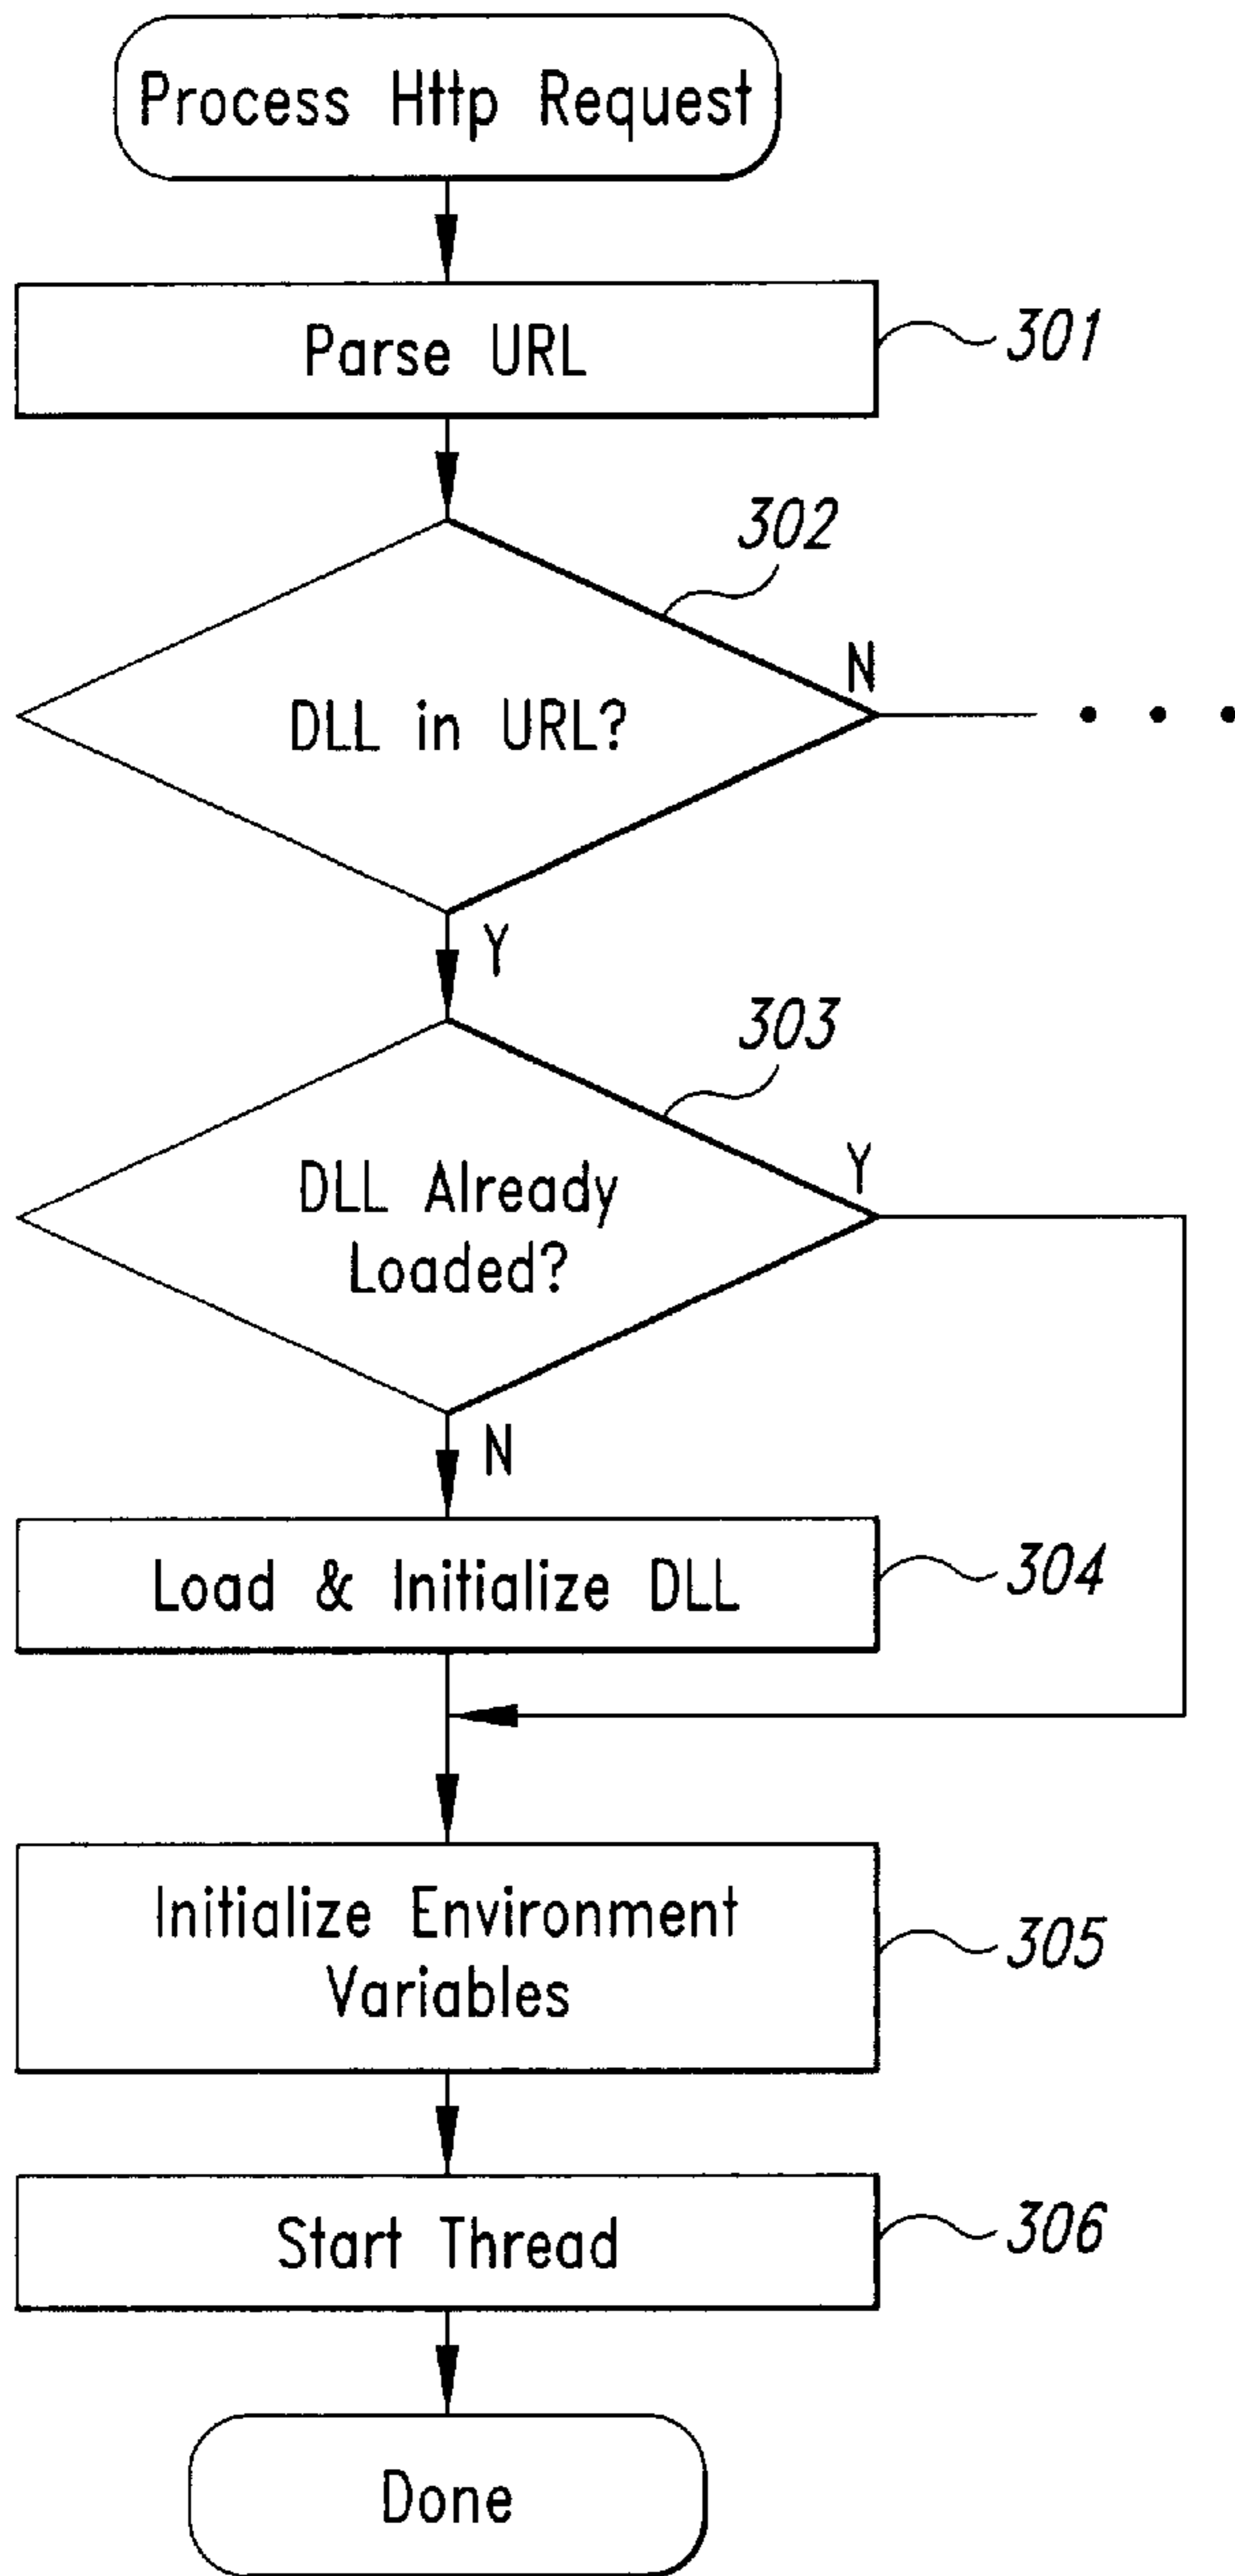 Process Http Request
Parse URL
301
302
N
DLL in URL?
Y
303
Y
DLL Already
Loaded?
N
Load & Initialize DLL
304
Initialize Environment
Variables
305
Start Thread
306
Done